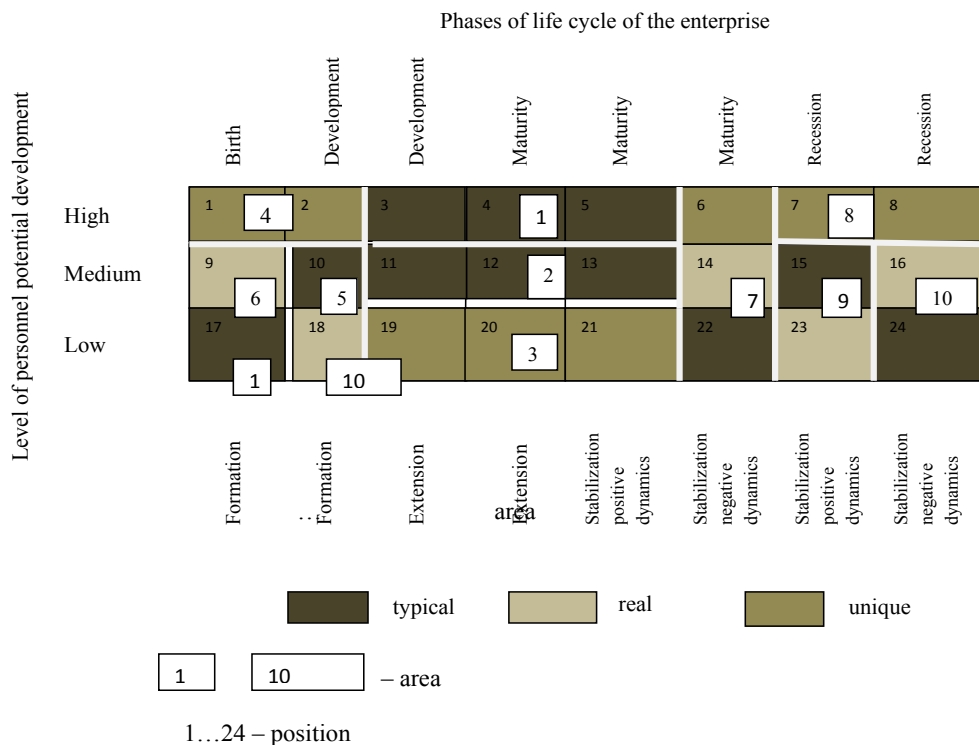 Phases of life cycle of the enterprise
Level of personnel potential development
Birth
Development
Development
Maturity
Maturity
Maturity
Recession
Recession
High
1
4
2
3
4
1
5
6
7
8
8
Medium
9
6
10
5
11
12
2
13
14
7
15
9
16
10
Low
17
1
18
10
19
20
3
21
22
23
24
Formation
Formation
Extension
Extension
Stabilization
positive
dynamics
Stabilization
negative
dynamics
Stabilization
positive
dynamics
Stabilization
negative
dynamics
…
area
typical
real
unique
1
10
– area
1…24 – position